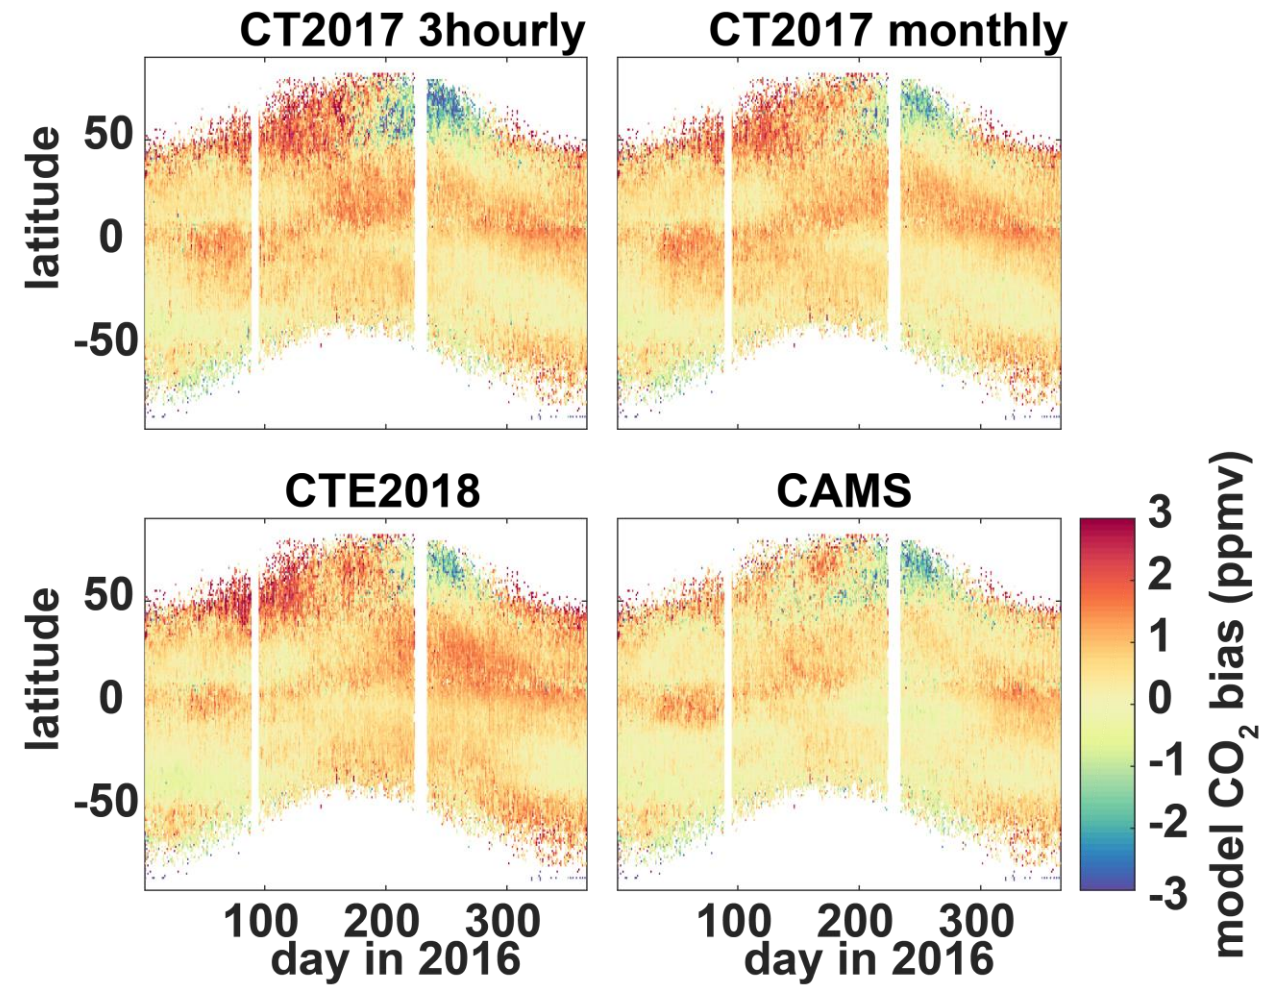 CT2017 3hourly
CT2017 monthly
latitude
50
0
-50
CTE2018
CAMS
latitude
50
0
-50
100 200 300
day in 2016
100 200 300
day in 2016
3
2
1
0
-1
-2
-3
model CO₂ bias (ppmv)